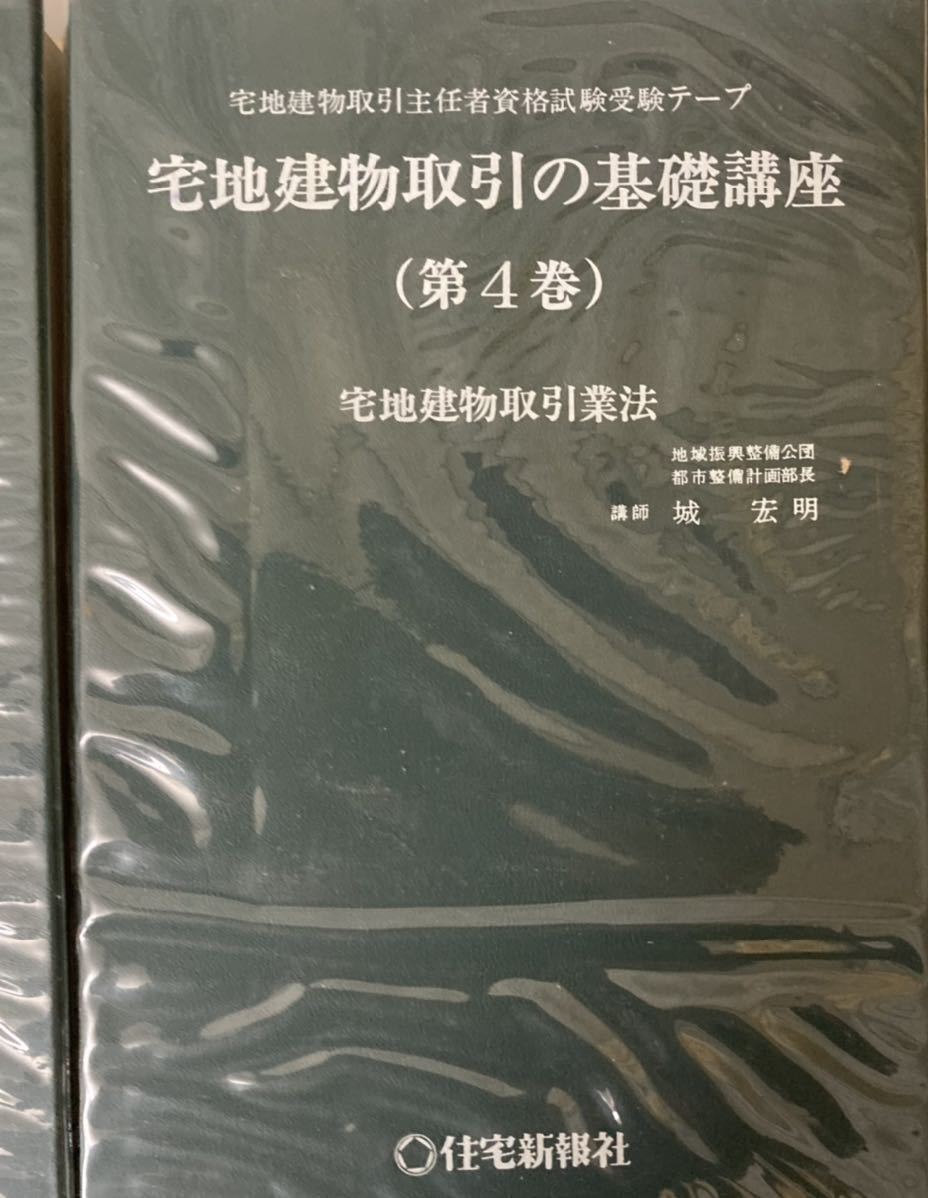 宅地建物取引主任者資格試験受験テープ
宅地建物取引の基礎講座
（第４巻）
宅地建物取引業法
地域振興整備公団
都市整備計画部長
講師 城 宏明
住宅新報社